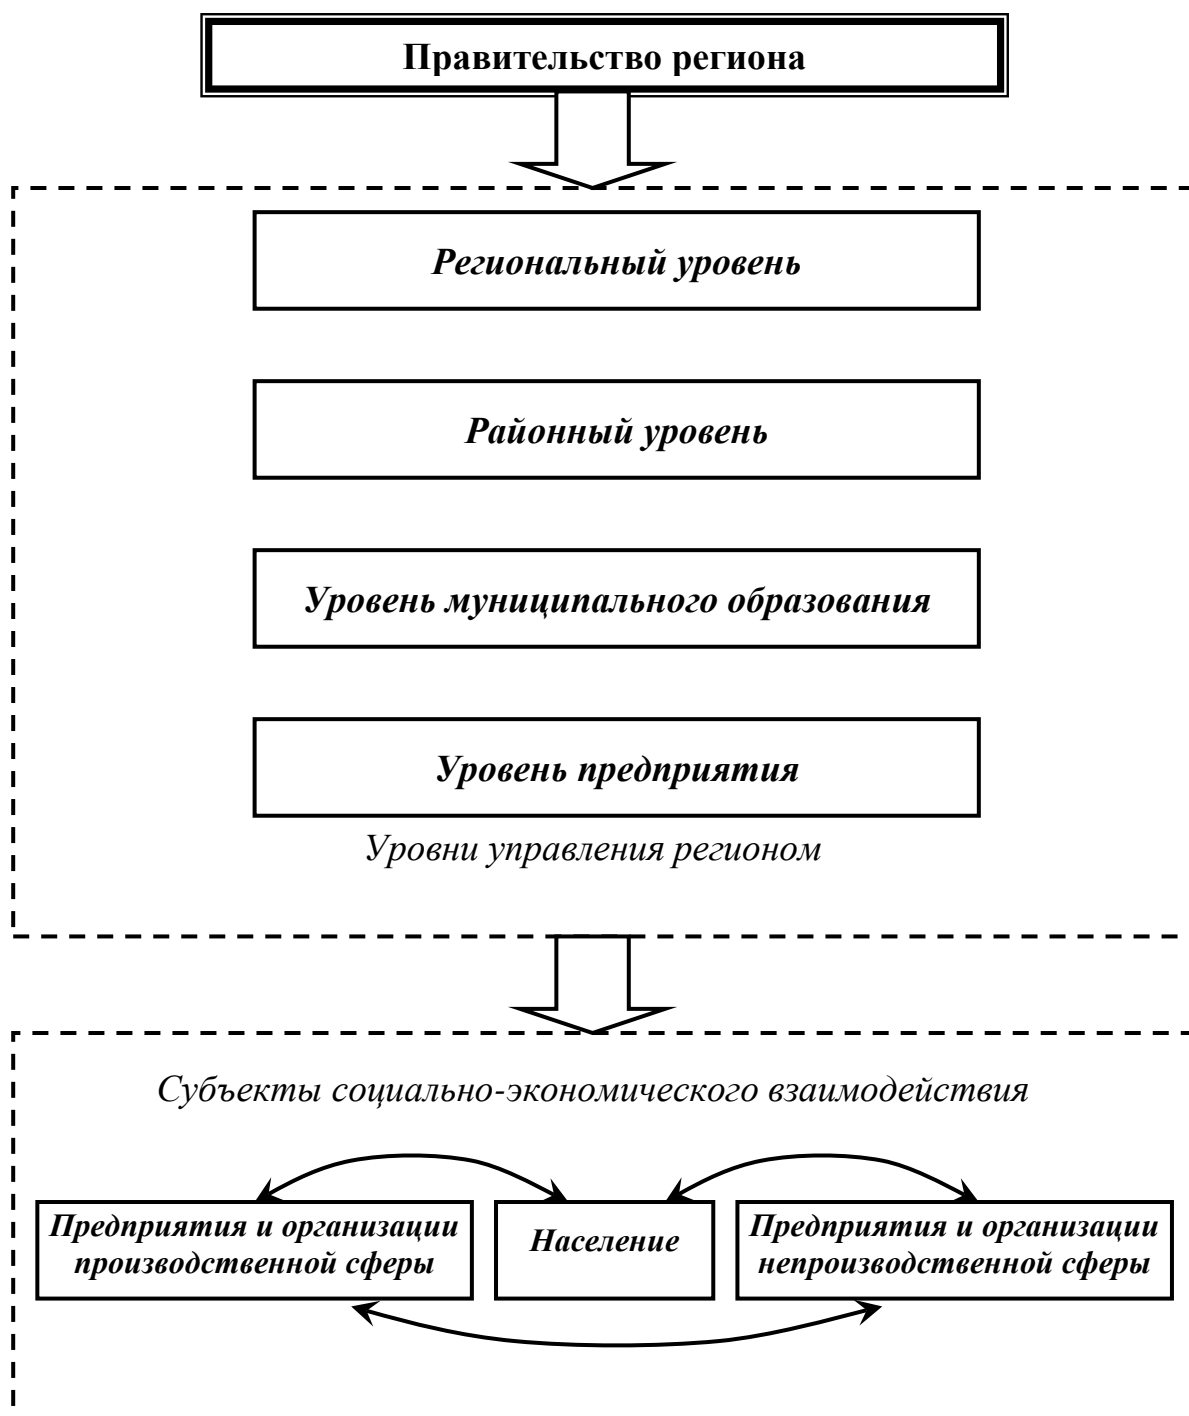 Правительство региона
Региональный уровень
Районный уровень
Уровень муниципального образования
Уровень предприятия
Уровни управления регионом
Субъекты социально-экономического взаимодействия
Предприятия и организации
производственной сферы
Население
Предприятия и организации
непроизводственной сферы